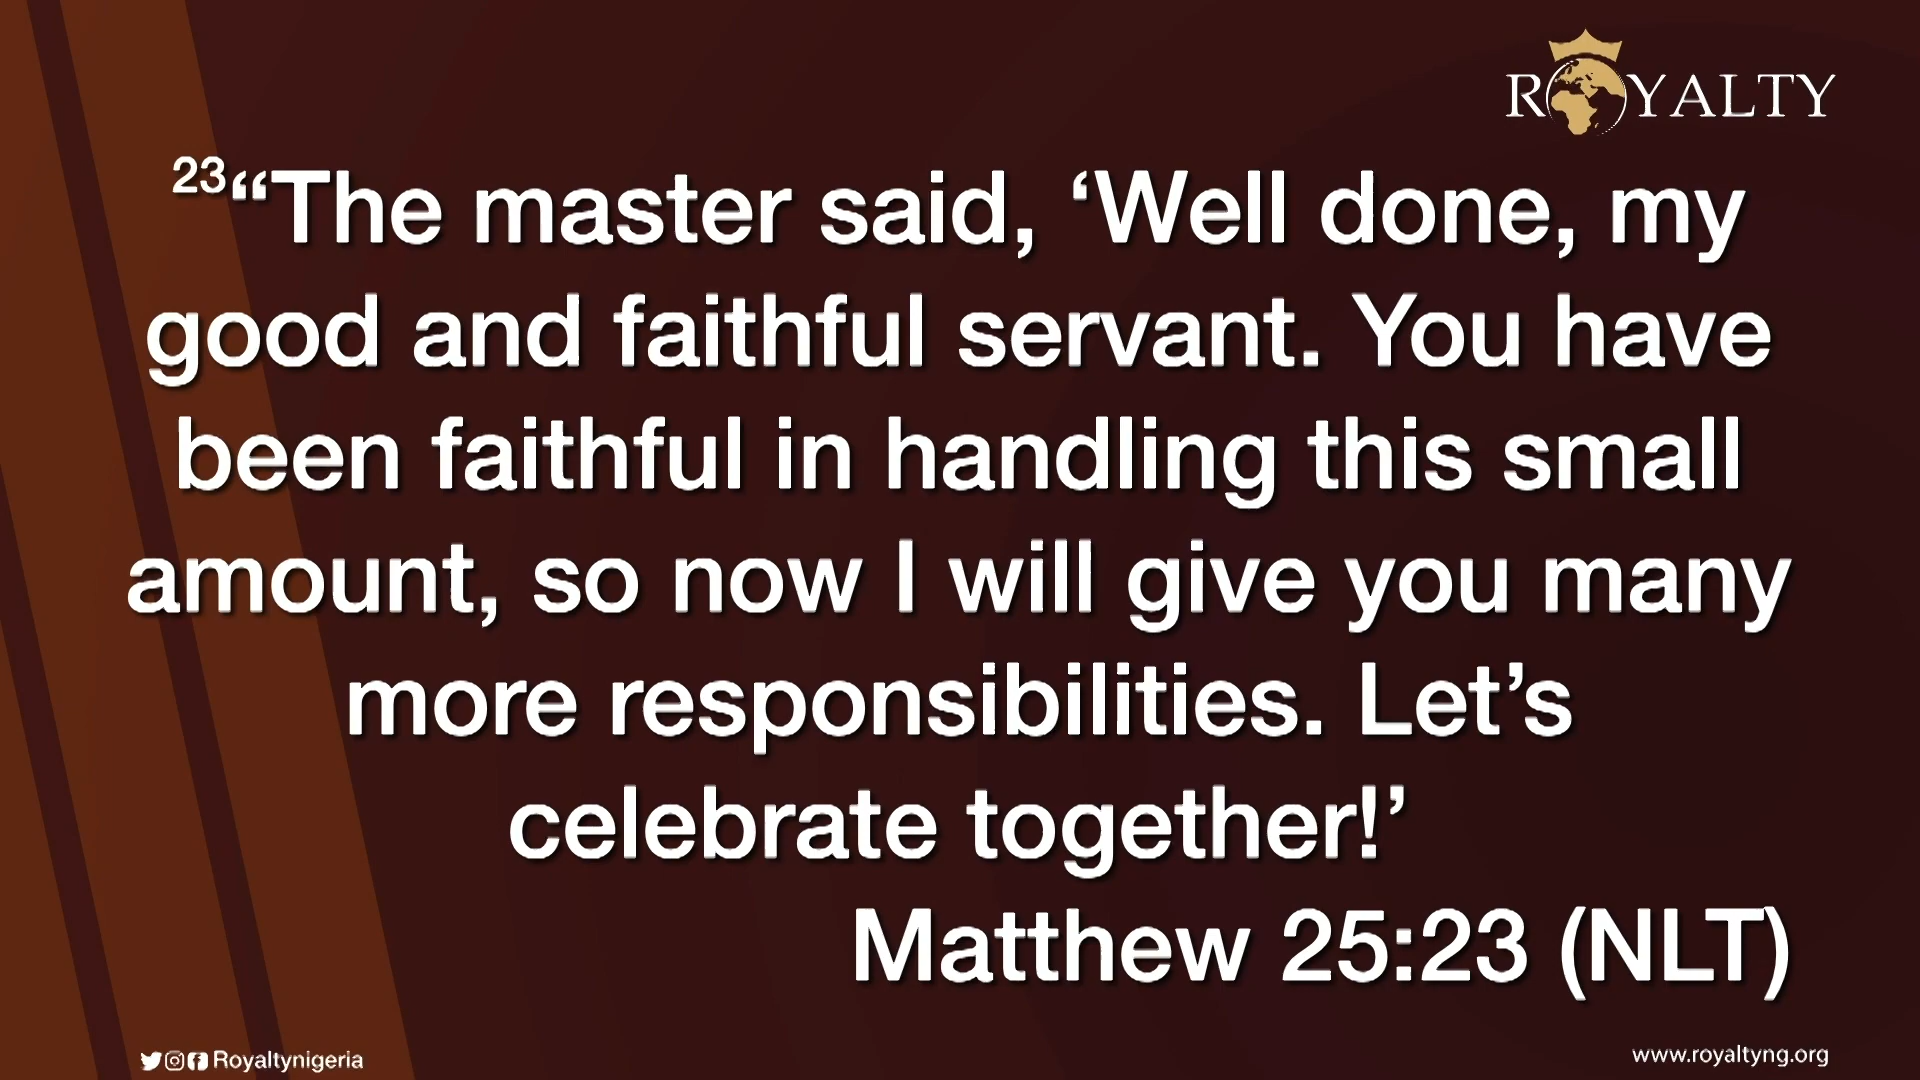 ROYALTY
23“The master said, ‘Well done, my
good and faithful servant. You have
been faithful in handling this small
amount, so now I will give you many
more responsibilities. Let’s
celebrate together!’
Matthew 25:23 (NLT)
Royaltynigeria
www.royaltyng.org